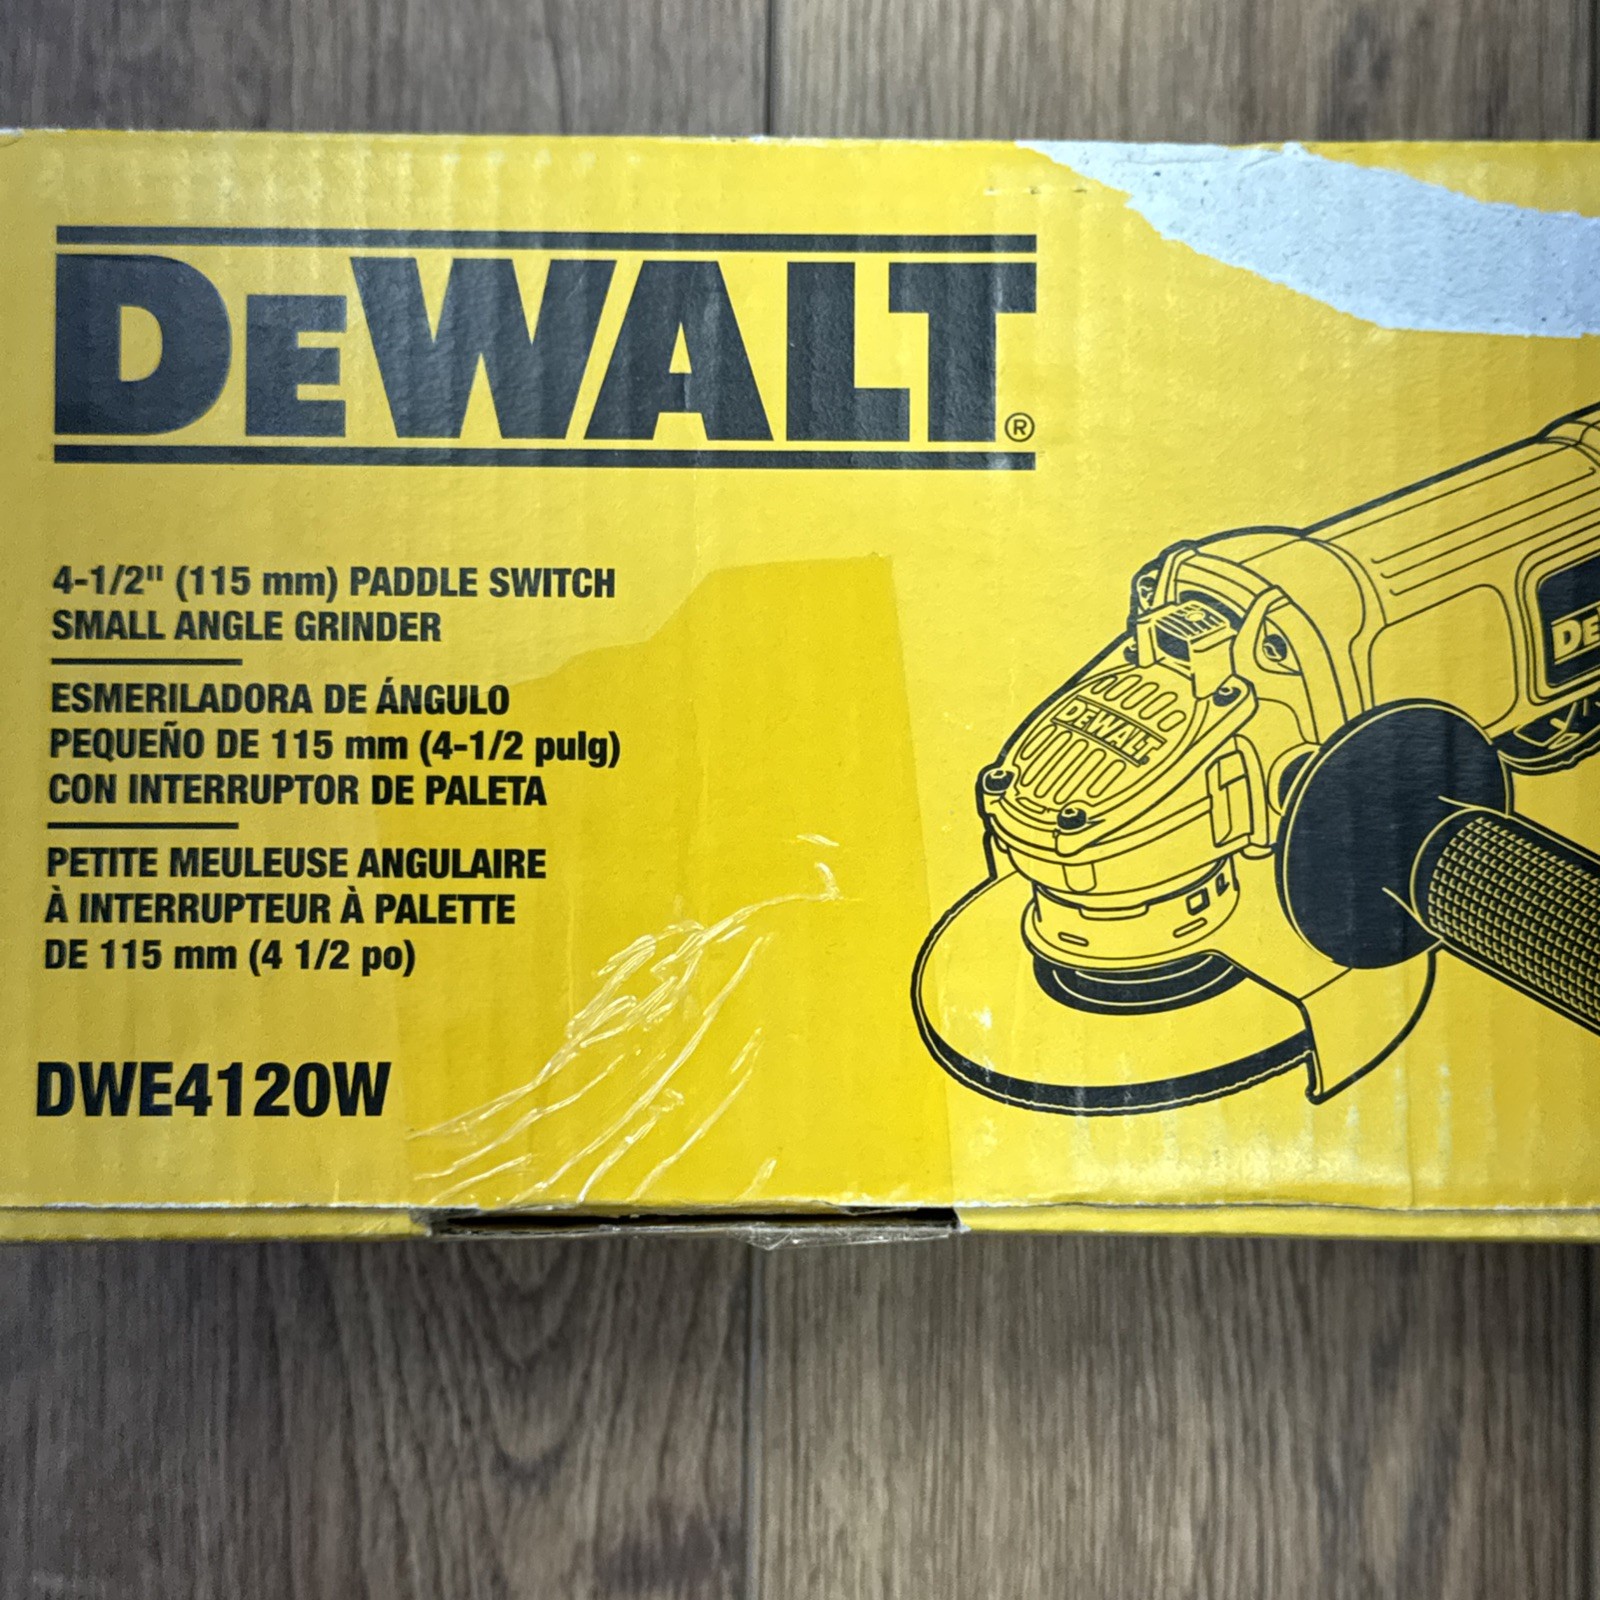 DEWALT®
4-1/2" (115 mm) PADDLE SWITCH
SMALL ANGLE GRINDER
ESMERILADORA DE ÁNGULO
PEQUEÑO DE 115 mm (4-1/2 pulg)
CON INTERRUPTOR DE PALETA
PETITE MEULEUSE ANGULAIRE
À INTERRUPTEUR À PALETTE
DE 115 mm (4 1/2 po)
DWE4120W
DEWALT
DE